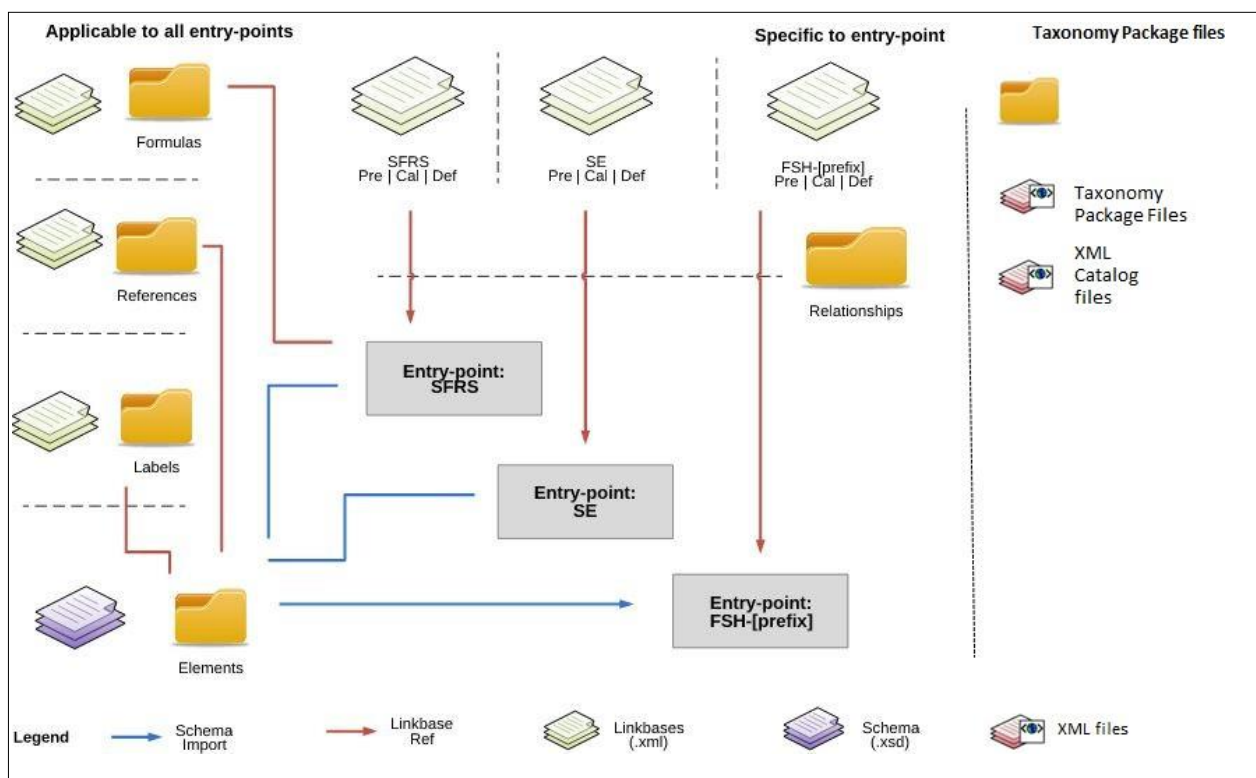 Applicable to all entry-points
Specific to entry-point
Taxonomy Package files
Formulas
SFRS
Pre | Cal | Def
SE
Pre | Cal | Def
FSH-[prefix]
Pre | Cal | Def
Taxonomy
Package Files
References
Relationships
XML
Catalog
files
Entry-point:
SFRS
Labels
Entry-point:
SE
Entry-point:
FSH-[prefix]
Elements
Legend
Schema
Import
Linkbase
Ref
Linkbases
(.xml)
Schema
(.xsd)
XML files